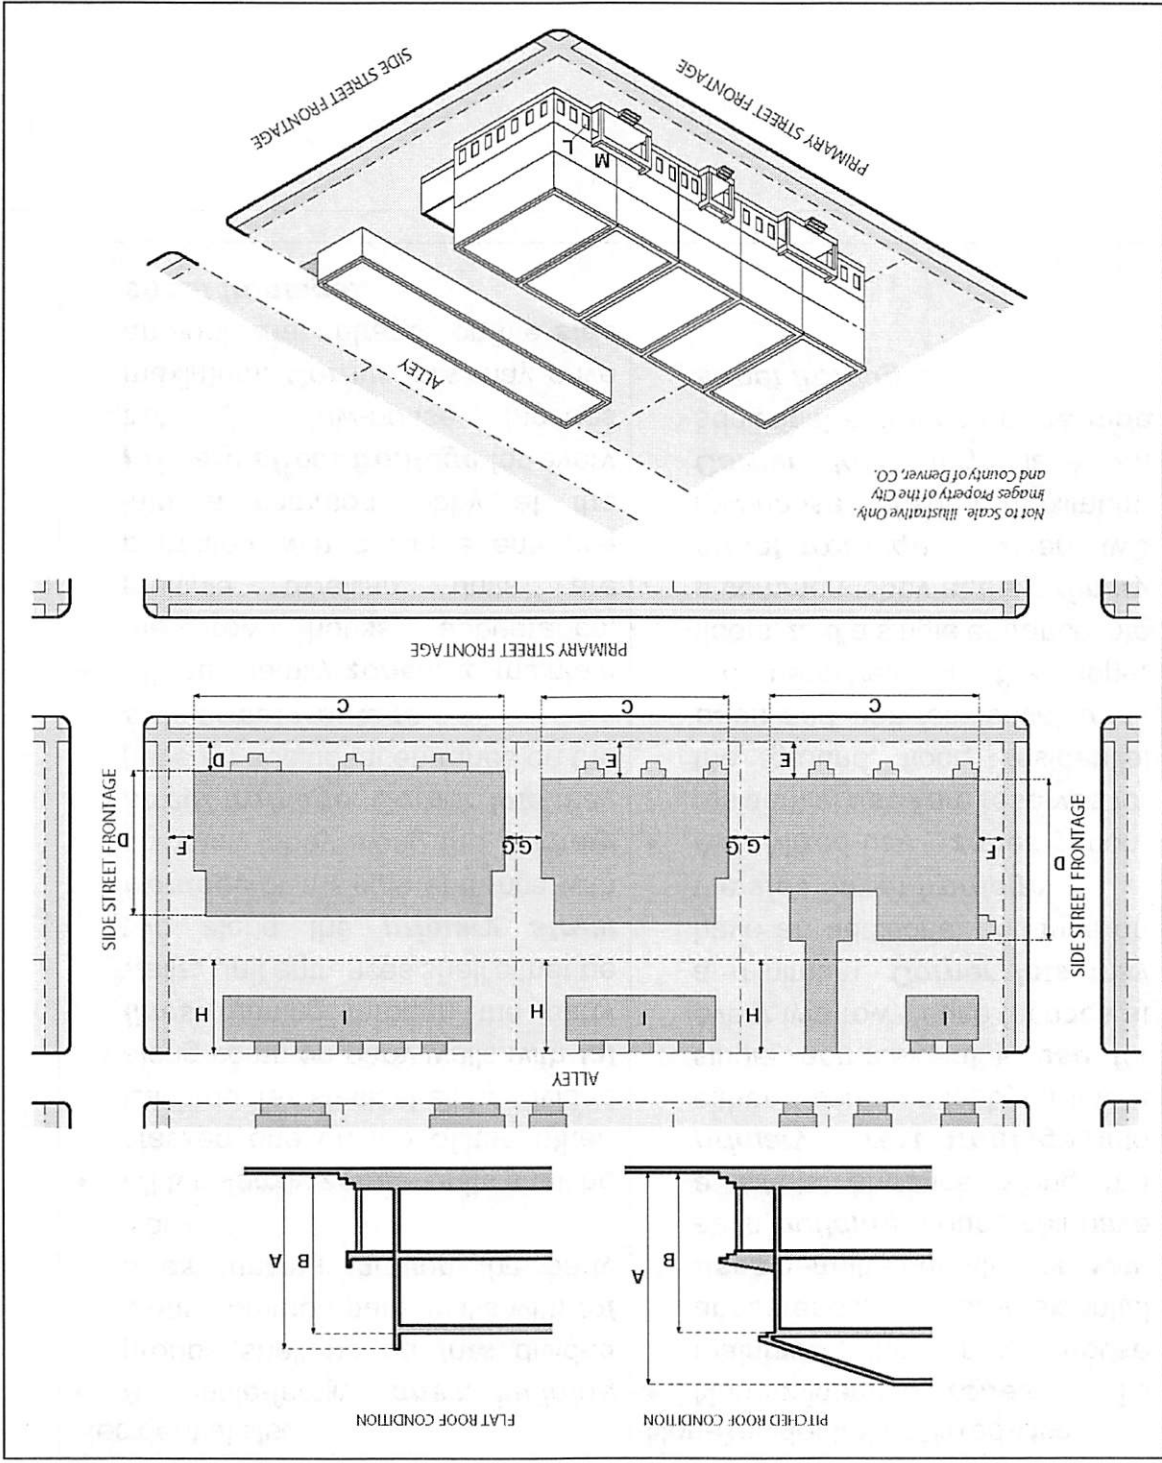 PITCHED ROOF CONDITION
FLAT ROOF CONDITION
B A
B A
ALLEY
I H I H I H
SIDE STREET FRONTAGE
D F G G G G F D
SIDE STREET FRONTAGE
E E D
C C C
PRIMARY STREET FRONTAGE
Not to Scale. Illustrative Only.
Images Property of the City
and County of Denver, CO.
ALLEY
M
L
PRIMARY STREET FRONTAGE
SIDE STREET FRONTAGE